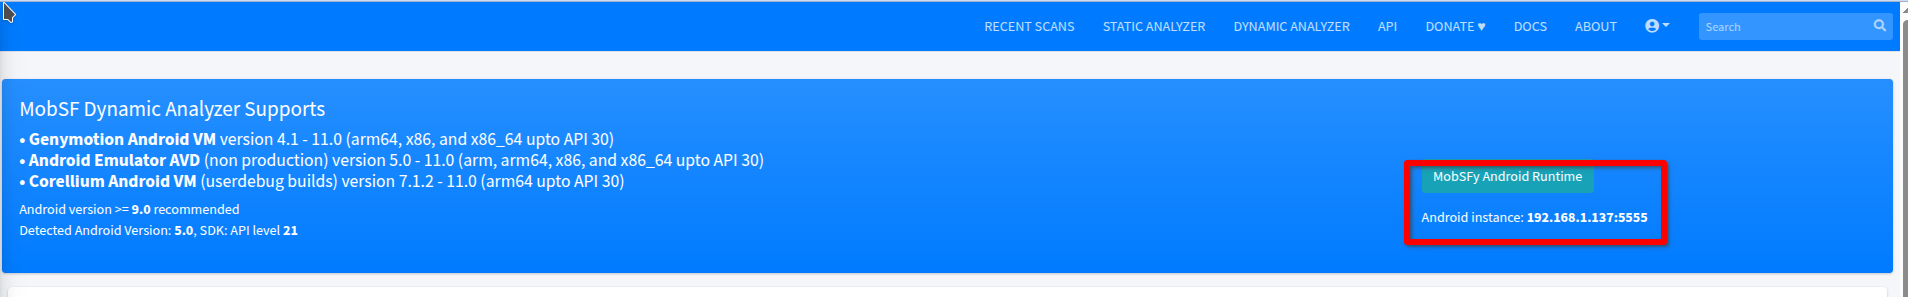 RECENT SCANS STATIC ANALYZER DYNAMIC ANALYZER API DONATE ♥ DOCS ABOUT Search
MobSF Dynamic Analyzer Supports
• Genymotion Android VM version 4.1 - 11.0 (arm64, x86, and x86_64 upto API 30)
• Android Emulator AVD (non production) version 5.0 - 11.0 (arm, arm64, x86, and x86_64 upto API 30)
• Corellium Android VM (userdebug builds) version 7.1.2 - 11.0 (arm64 upto API 30)
Android version >= 9.0 recommended
Detected Android Version: 5.0, SDK: API level 21
MobSFy Android Runtime
Android instance: 192.168.1.137:5555